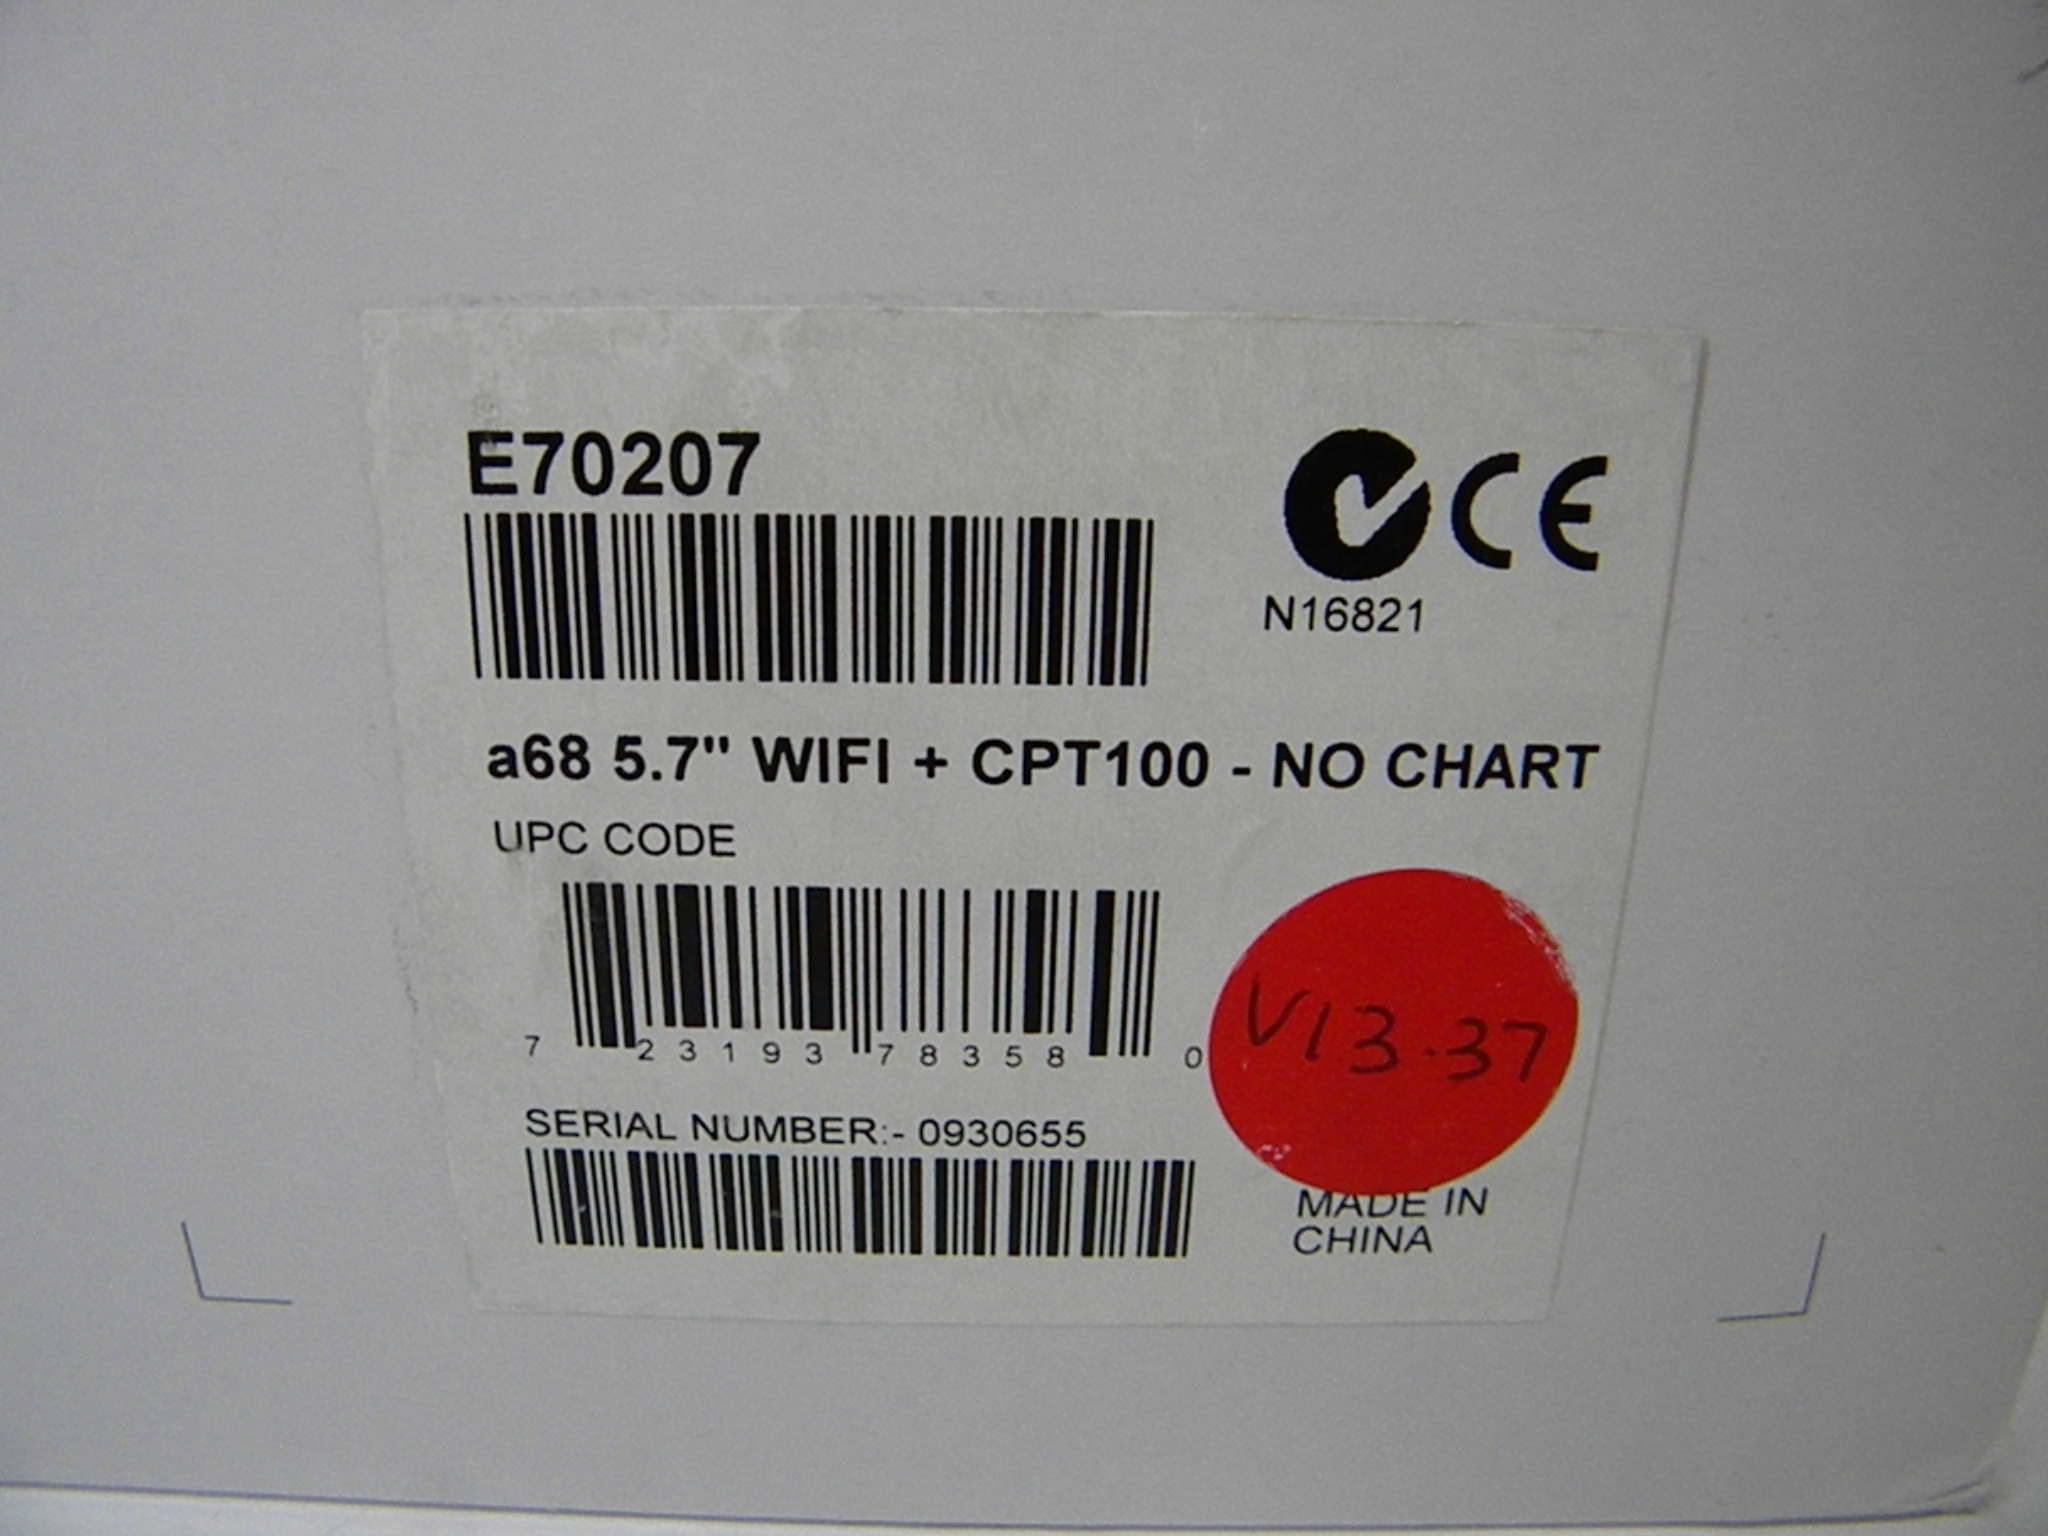 E70207
CE
N16821
a68 5.7" WIFI + CPT100 - NO CHART
UPC CODE
7 23193 78358 0
V13.37
SERIAL NUMBER:- 0930655
MADE IN
CHINA